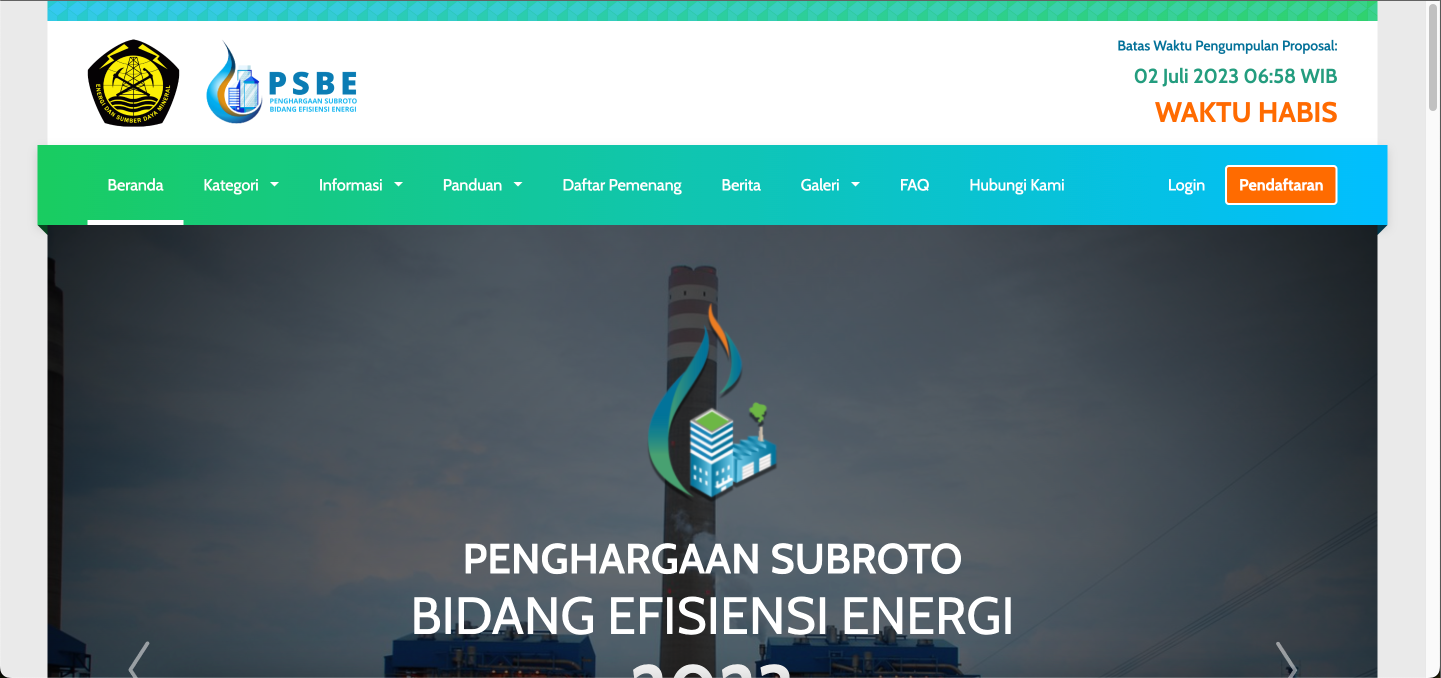 ENERGI DAN SUMBER DAYA MINERAL
PSBE
PENGHARGAAN SUBROTO
BIDANG EFISIENSI ENERGI
Batas Waktu Pengumpulan Proposal:
02 Juli 2023 06:58 WIB
WAKTU HABIS
Beranda
Kategori
Informasi
Panduan
Daftar Pemenang
Berita
Galeri
FAQ
Hubungi Kami
Login
Pendaftaran
PENGHARGAAN SUBROTO
BIDANG EFISIENSI ENERGI